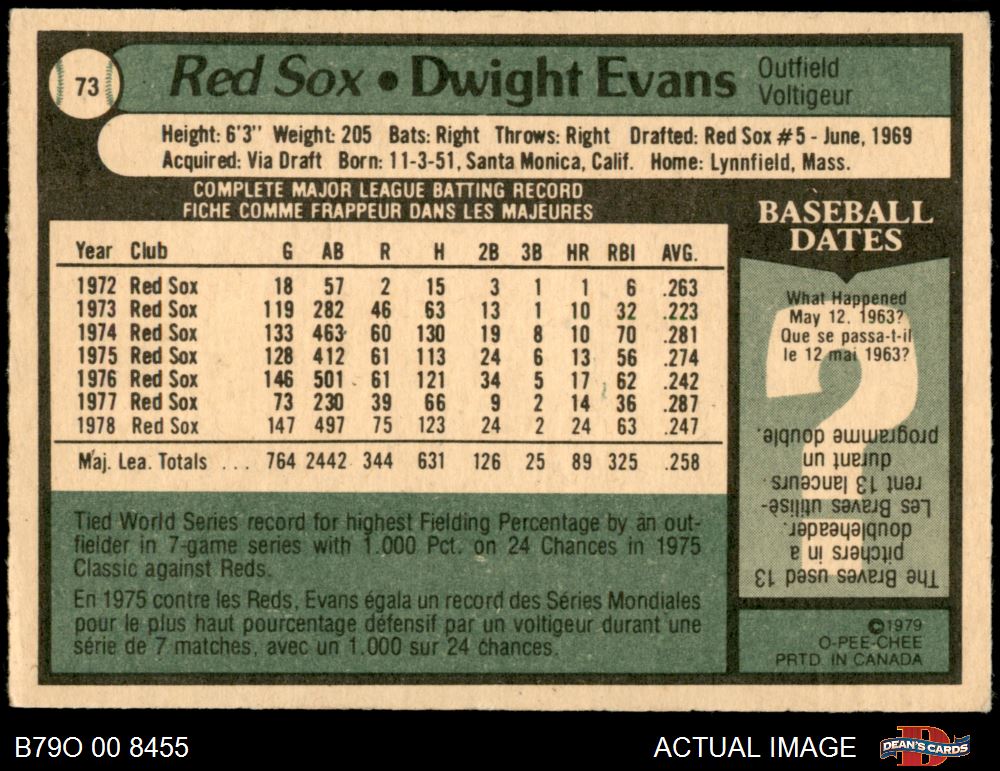 73
Red Sox • Dwight Evans
Outfield
Voltigeur
Height: 6'3" Weight: 205 Bats: Right Throws: Right Drafted: Red Sox #5 - June, 1969
Acquired: Via Draft Born: 11-3-51, Santa Monica, Calif. Home: Lynnfield, Mass.
COMPLETE MAJOR LEAGUE BATTING RECORD
FICHE COMME FRAPPEUR DANS LES MAJEURES
Year Club G AB R H 2B 3B HR RBI AVG.
1972 Red Sox 18 57 2 15 3 1 1 6 .263
1973 Red Sox 119 282 46 63 13 1 10 32 .223
1974 Red Sox 133 463 60 130 19 8 10 70 .281
1975 Red Sox 128 412 61 113 24 6 13 56 .274
1976 Red Sox 146 501 61 121 34 5 17 62 .242
1977 Red Sox 73 230 39 66 9 2 14 36 .287
1978 Red Sox 147 497 75 123 24 2 24 63 .247
Maj. Lea. Totals ... 764 2442 344 631 126 25 89 325 .258
Tied World Series record for highest Fielding Percentage by an out-
fielder in 7-game series with 1.000 Pct. on 24 Chances in 1975
Classic against Reds.
En 1975 contre les Reds, Evans égala un record des Séries Mondiales
pour le plus haut pourcentage défensif par un voltigeur durant une
série de 7 matches, avec un 1.000 sur 24 chances.
BASEBALL
DATES
What Happened
May 12, 1963?
Que se passa-t-il
le 12 mai 1963?
The Braves used 13
pitchers in a
doubleheader.
Les Braves utilisè-
rent 13 lanceurs
un durant un
programme double.
©1979
O-PEE-CHEE
PRTD. IN CANADA
B79O 00 8455
ACTUAL IMAGE
DEAN'S CARDS